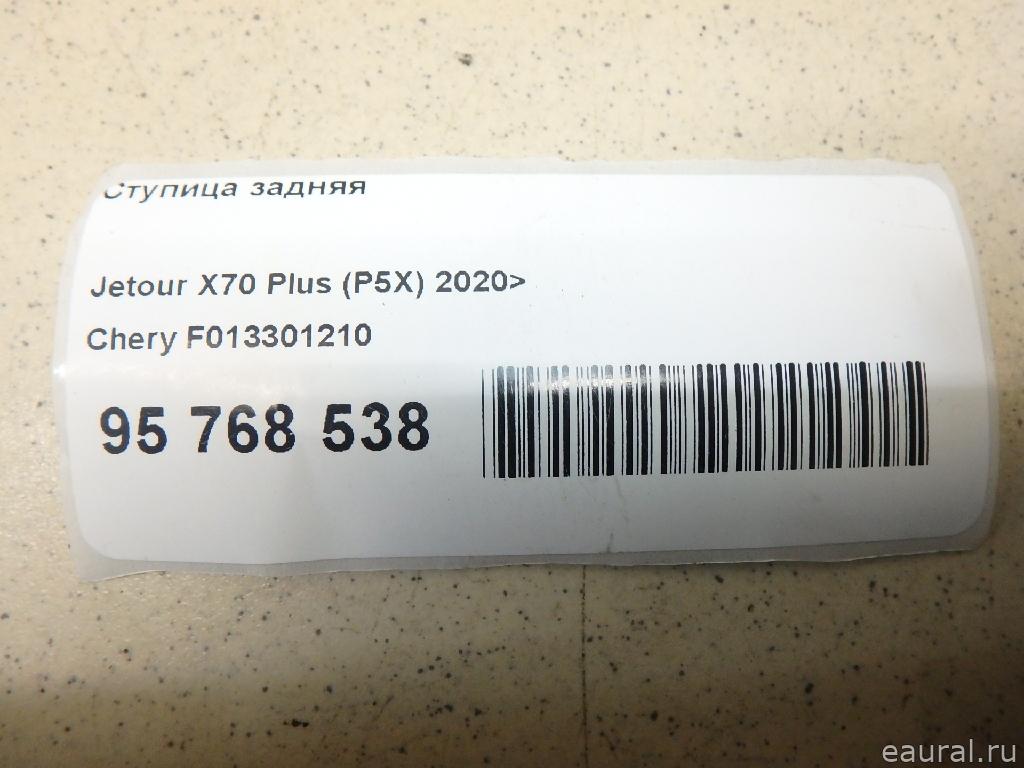 Ступица задняя
Jetour X70 Plus (P5X) 2020>
Chery F013301210
95 768 538
eaural.ru